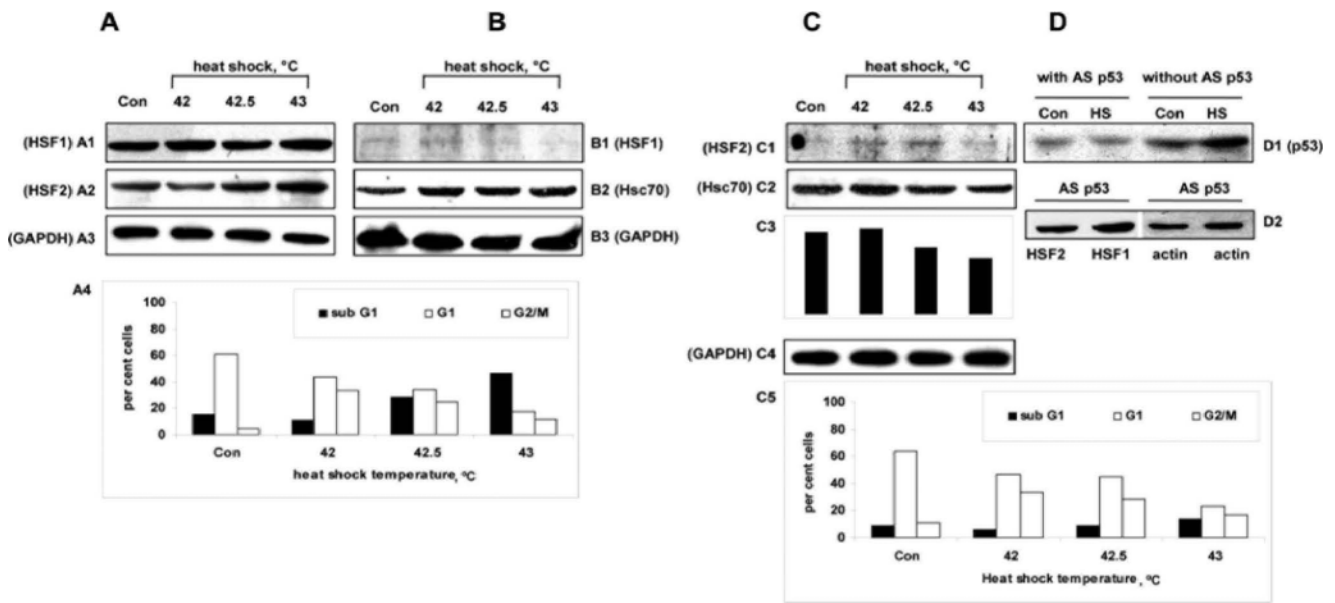 A
B
C
D
heat shock, °C
Con 42 42.5 43
(HSF1) A1
(HSF2) A2
(GAPDH) A3
heat shock, °C
Con 42 42.5 43
B1 (HSF1)
B2 (Hsc70)
B3 (GAPDH)
A4
per cent cells
100
80
60
40
20
0
sub G1 G1 G2/M
Con 42 42.5 43
heat shock temperature, °C
heat shock, °C
Con 42 42.5 43
(HSF2) C1
(Hsc70) C2
C3
(GAPDH) C4
C5
per cent cells
100
80
60
40
20
0
sub G1 G1 G2/M
Con 42 42.5 43
Heat shock temperature, °C
with AS p53 without AS p53
Con HS Con HS
D1 (p53)
AS p53 AS p53
D2
HSF2 HSF1 actin actin